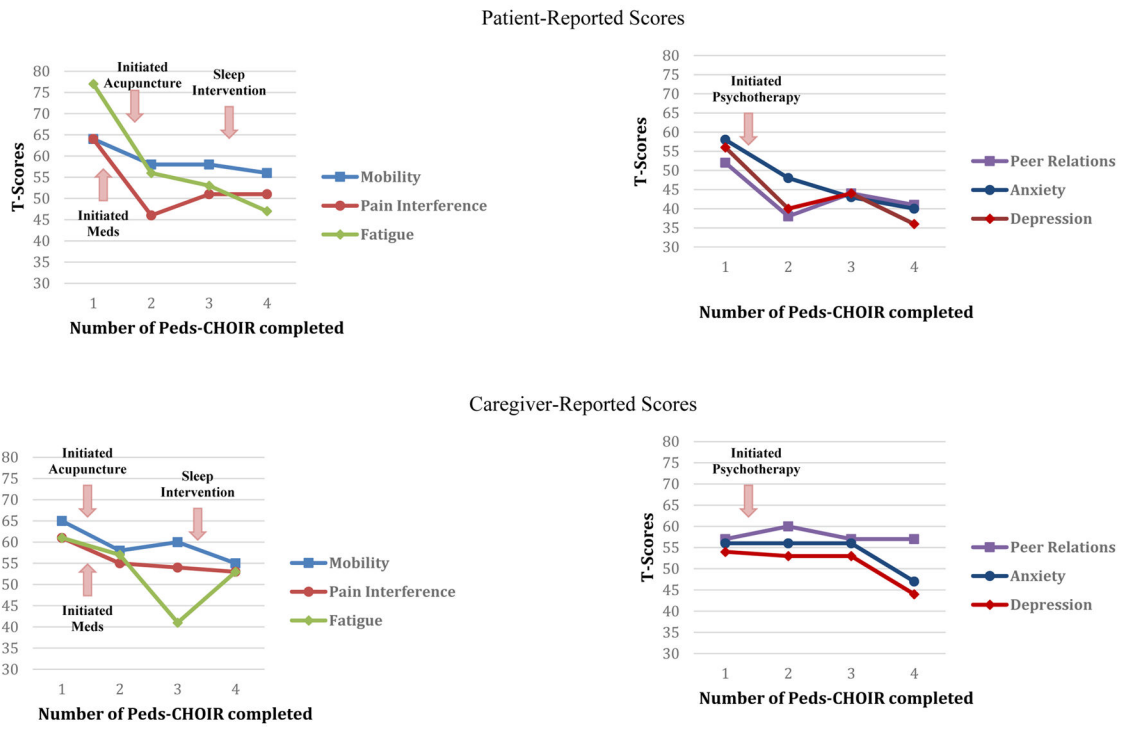 Patient-Reported Scores
T-Scores
80
75
70
65
60
55
50
45
40
35
30
Initiated
Acupuncture
Sleep
Intervention
Initiated
Meds
Mobility
Pain Interference
Fatigue
1 2 3 4
Number of Peds-CHOIR completed
T-Scores
80
75
70
65
60
55
50
45
40
35
30
Initiated
Psychotherapy
Peer Relations
Anxiety
Depression
1 2 3 4
Number of Peds-CHOIR completed
Caregiver-Reported Scores
80
75
70
65
60
55
50
45
40
35
30
Initiated
Acupuncture
Sleep
Intervention
Initiated
Meds
Mobility
Pain Interference
Fatigue
1 2 3 4
Number of Peds-CHOIR completed
T-Scores
80
75
70
65
60
55
50
45
40
35
30
Initiated
Psychotherapy
Peer Relations
Anxiety
Depression
1 2 3 4
Number of Peds-CHOIR completed